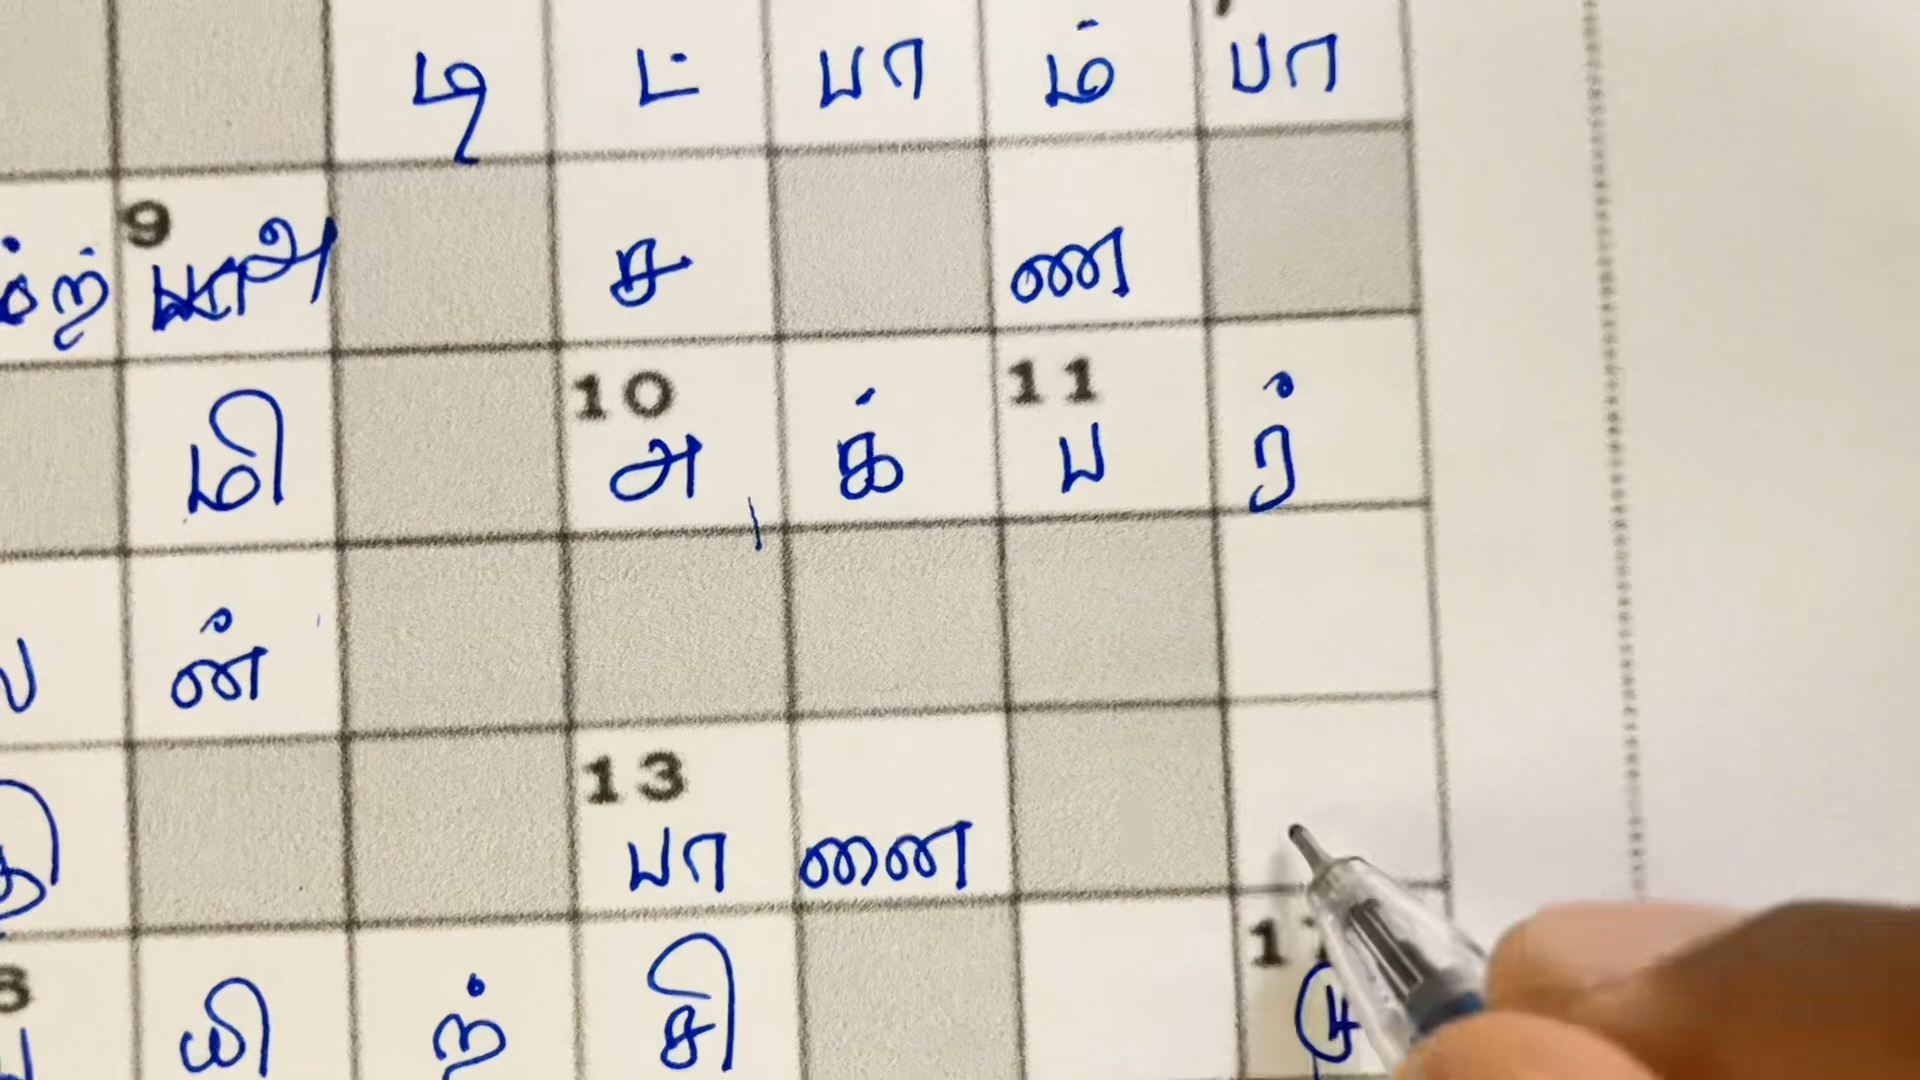 டி ட் பா ம் பா
9 ற் அ ச ண
மி 10 அ க் 11 ப ர்
ன்
13 பா னை
யி ற் சி